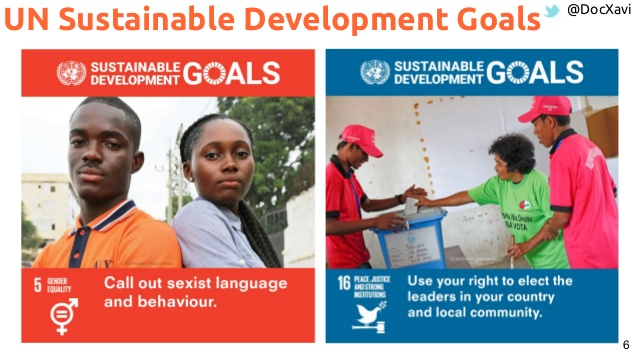 UN Sustainable Development Goals
@DocXavi
SUSTAINABLE
DEVELOPMENT GOALS
SUSTAINABLE
DEVELOPMENT GOALS
5 GENDER
EQUALITY
Call out sexist language
and behaviour.
16 PEACE, JUSTICE
AND STRONG
INSTITUTIONS
Use your right to elect the
leaders in your country
and local community.
VOTA
6